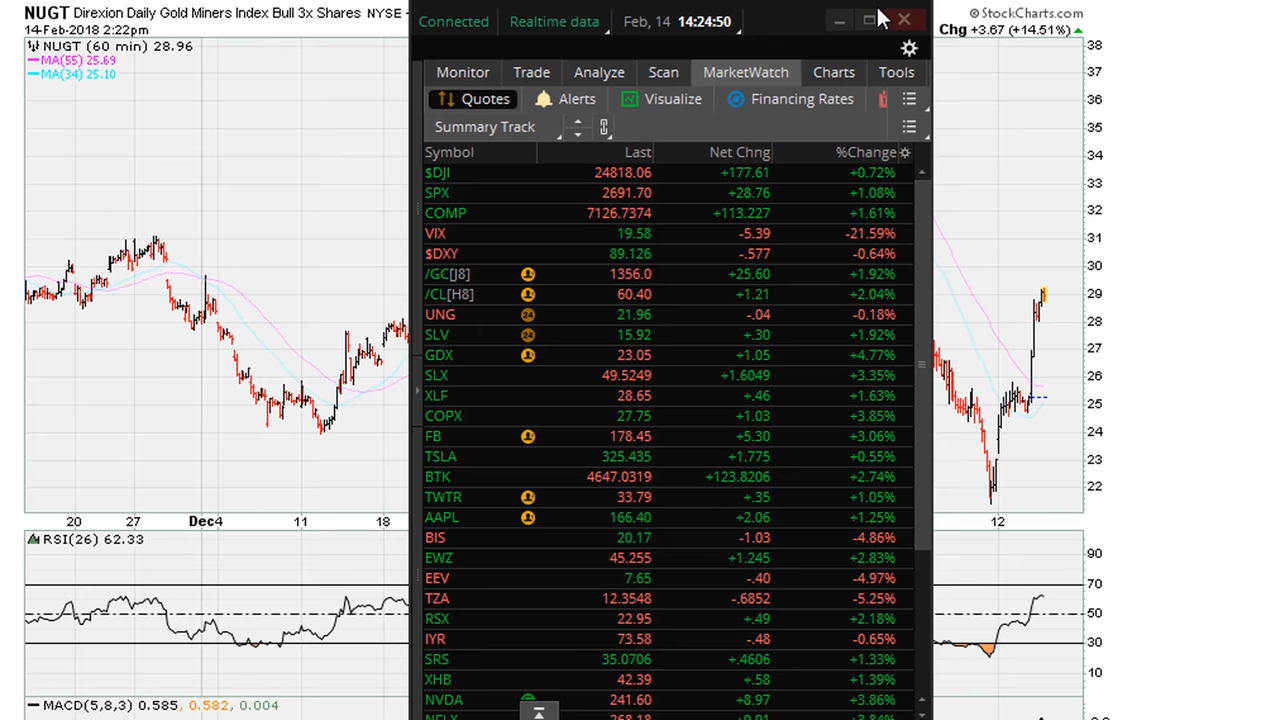 NUGT Direxion Daily Gold Miners Index Bull 3x Shares NYSE
14-Feb-2018 2:22pm
NUGT (60 min) 28.96
MA(55) 25.69
MA(34) 25.10
20 27 Dec4 11 18
RSI(26) 62.33
MACD(5,8,3) 0.585, 0.582, 0.004
Connected Realtime data Feb, 14 14:24:50
Monitor Trade Analyze Scan MarketWatch Charts Tools
Quotes Alerts Visualize Financing Rates
Summary Track
Symbol Last Net Chng %Change
$DJI 24818.06 +177.61 +0.72%
SPX 2691.70 +28.76 +1.08%
COMP 7126.7374 +113.227 +1.61%
VIX 19.58 -5.39 -21.59%
$DXY 89.126 -.577 -0.64%
/GC[J8] 1356.0 +25.60 +1.92%
/CL[H8] 60.40 +1.21 +2.04%
UNG 24 21.96 -.04 -0.18%
SLV 24 15.92 +.30 +1.92%
GDX 23.05 +1.05 +4.77%
SLX 49.5249 +1.6049 +3.35%
XLF 28.65 +.46 +1.63%
COPX 27.75 +1.03 +3.85%
FB 178.45 +5.30 +3.06%
TSLA 325.435 +1.775 +0.55%
BTK 4647.0319 +123.8206 +2.74%
TWTR 33.79 +.35 +1.05%
AAPL 166.40 +2.06 +1.25%
BIS 20.17 -1.03 -4.86%
EWZ 45.255 +1.245 +2.83%
EEV 7.65 -.40 -4.97%
TZA 12.3548 -.6852 -5.25%
RSX 22.95 +.49 +2.18%
IYR 73.58 -.48 -0.65%
SRS 35.0706 +.4606 +1.33%
XHB 42.39 +.58 +1.39%
NVDA 241.60 +8.97 +3.86%
NFLX 268.18 +9.91 +3.84%
© StockCharts.com
Chg +3.67 (+14.51%)
38
37
36
35
34
33
32
31
30
29
28
27
26
25
24
23
22
12
90
70
50
30
10